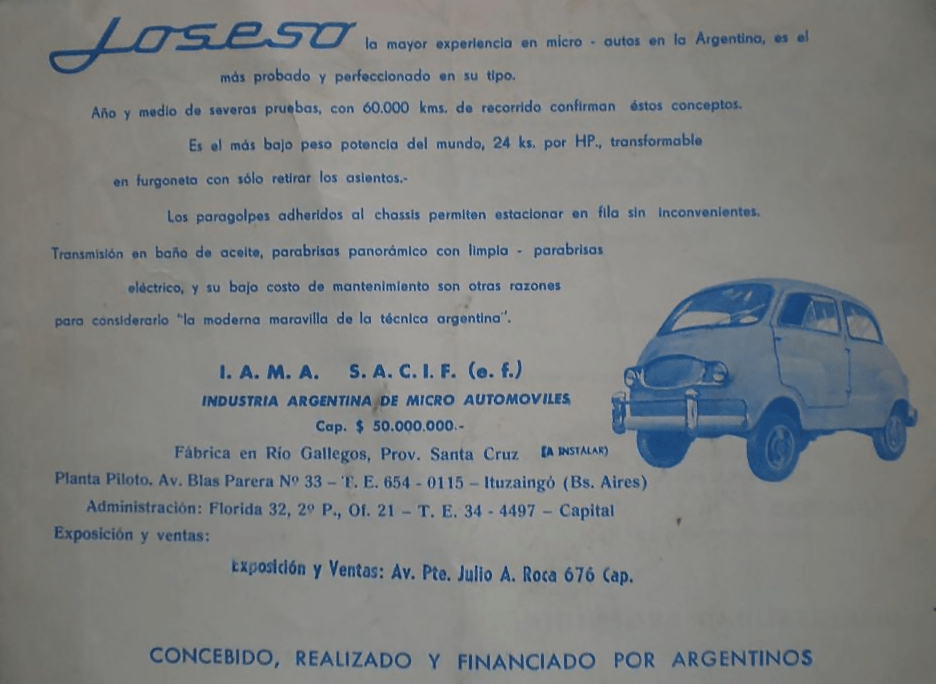 Joseso la mayor experiencia en micro - autos en la Argentina, es el
más probado y perfeccionado en su tipo.
Año y medio de severas pruebas, con 60.000 kms. de recorrido confirman éstos conceptos.
Es el más bajo peso potencia del mundo, 24 ks. por HP., transformable
en furgoneta con sólo retirar los asientos.-
Los paragolpes adheridos al chassis permiten estacionar en fila sin inconvenientes.
Transmisión en baño de aceite, parabrisas panorámico con limpia - parabrisas
eléctrico, y su bajo costo de mantenimiento son otras razones
para considerarlo "la moderna maravilla de la técnica argentina".
I. A. M. A. S. A. C. I. F. (e. f.)
INDUSTRIA ARGENTINA DE MICRO AUTOMOVILES
Cap. $ 50.000.000.-
Fábrica en Río Gallegos, Prov. Santa Cruz (A INSTALAR)
Planta Piloto. Av. Blas Parera Nº 33 – T. E. 654 - 0115 – Ituzaingó (Bs. Aires)
Administración: Florida 32, 2º P., Of. 21 – T. E. 34 - 4497 – Capital
Exposición y ventas:
Exposición y Ventas: Av. Pte. Julio A. Roca 676 Cap.
CONCEBIDO, REALIZADO Y FINANCIADO POR ARGENTINOS